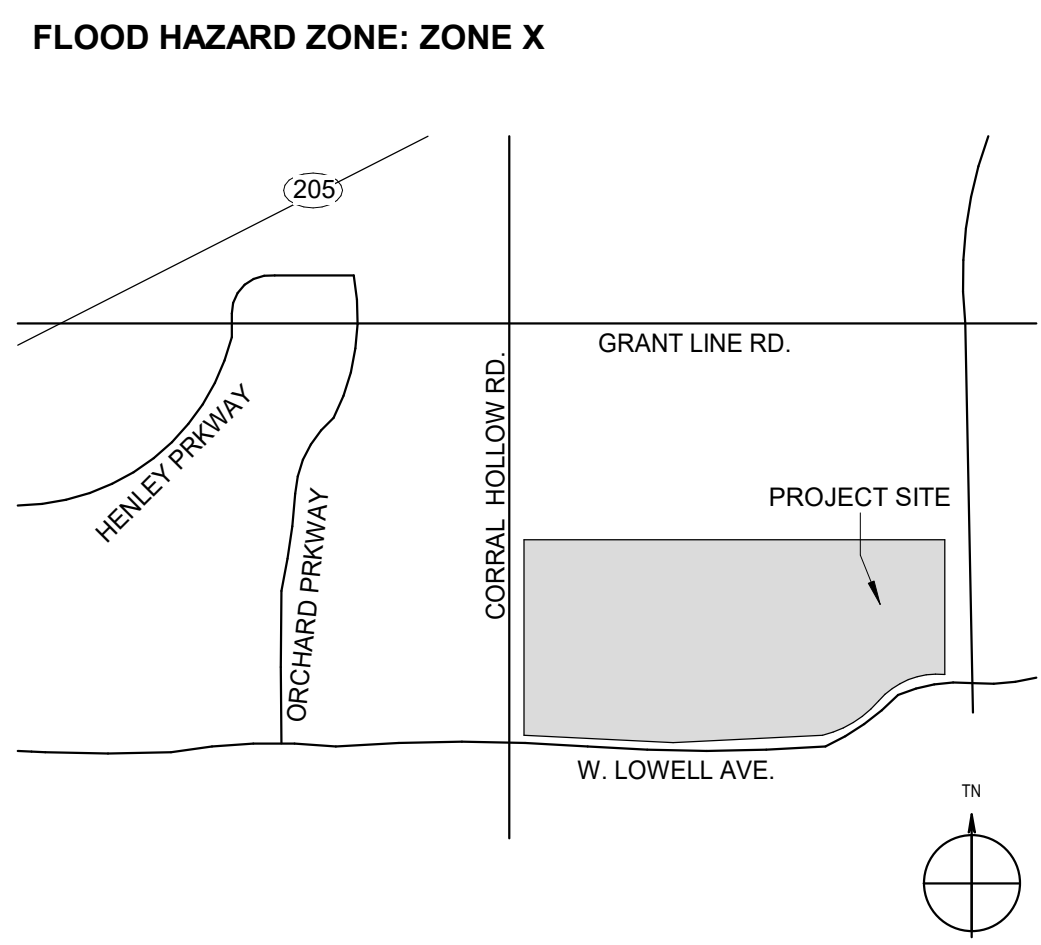 FLOOD HAZARD ZONE: ZONE X
205
GRANT LINE RD.
HENLEY PRKWAY
CORRAL HOLLOW RD.
ORCHARD PRKWAY
PROJECT SITE
W. LOWELL AVE.
TN